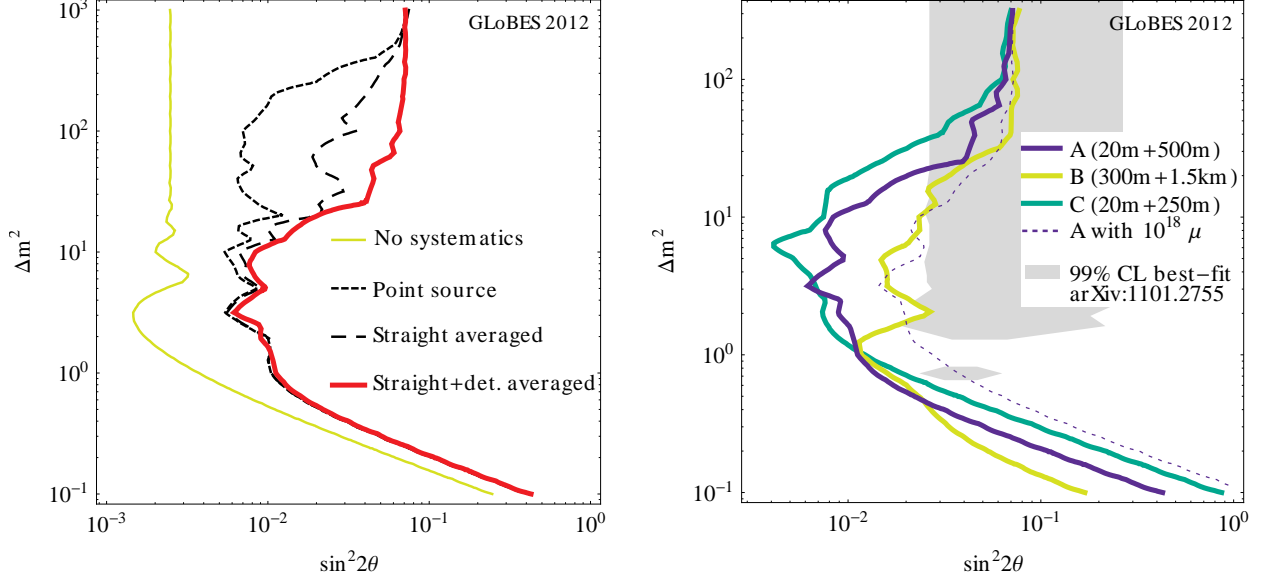 GLoBES 2012
No systematics
Point source
Straight averaged
Straight+det. averaged
10³
10²
10¹
10⁰
10⁻¹
Δm²
10⁻³ 10⁻² 10⁻¹ 10⁰
sin²2θ
GLoBES 2012
A (20m+500m)
B (300m+1.5km)
C (20m+250m)
A with 10¹⁸ μ
99% CL best−fit
arXiv:1101.2755
10²
10¹
10⁰
10⁻¹
Δm²
10⁻² 10⁻¹ 10⁰
sin²2θ